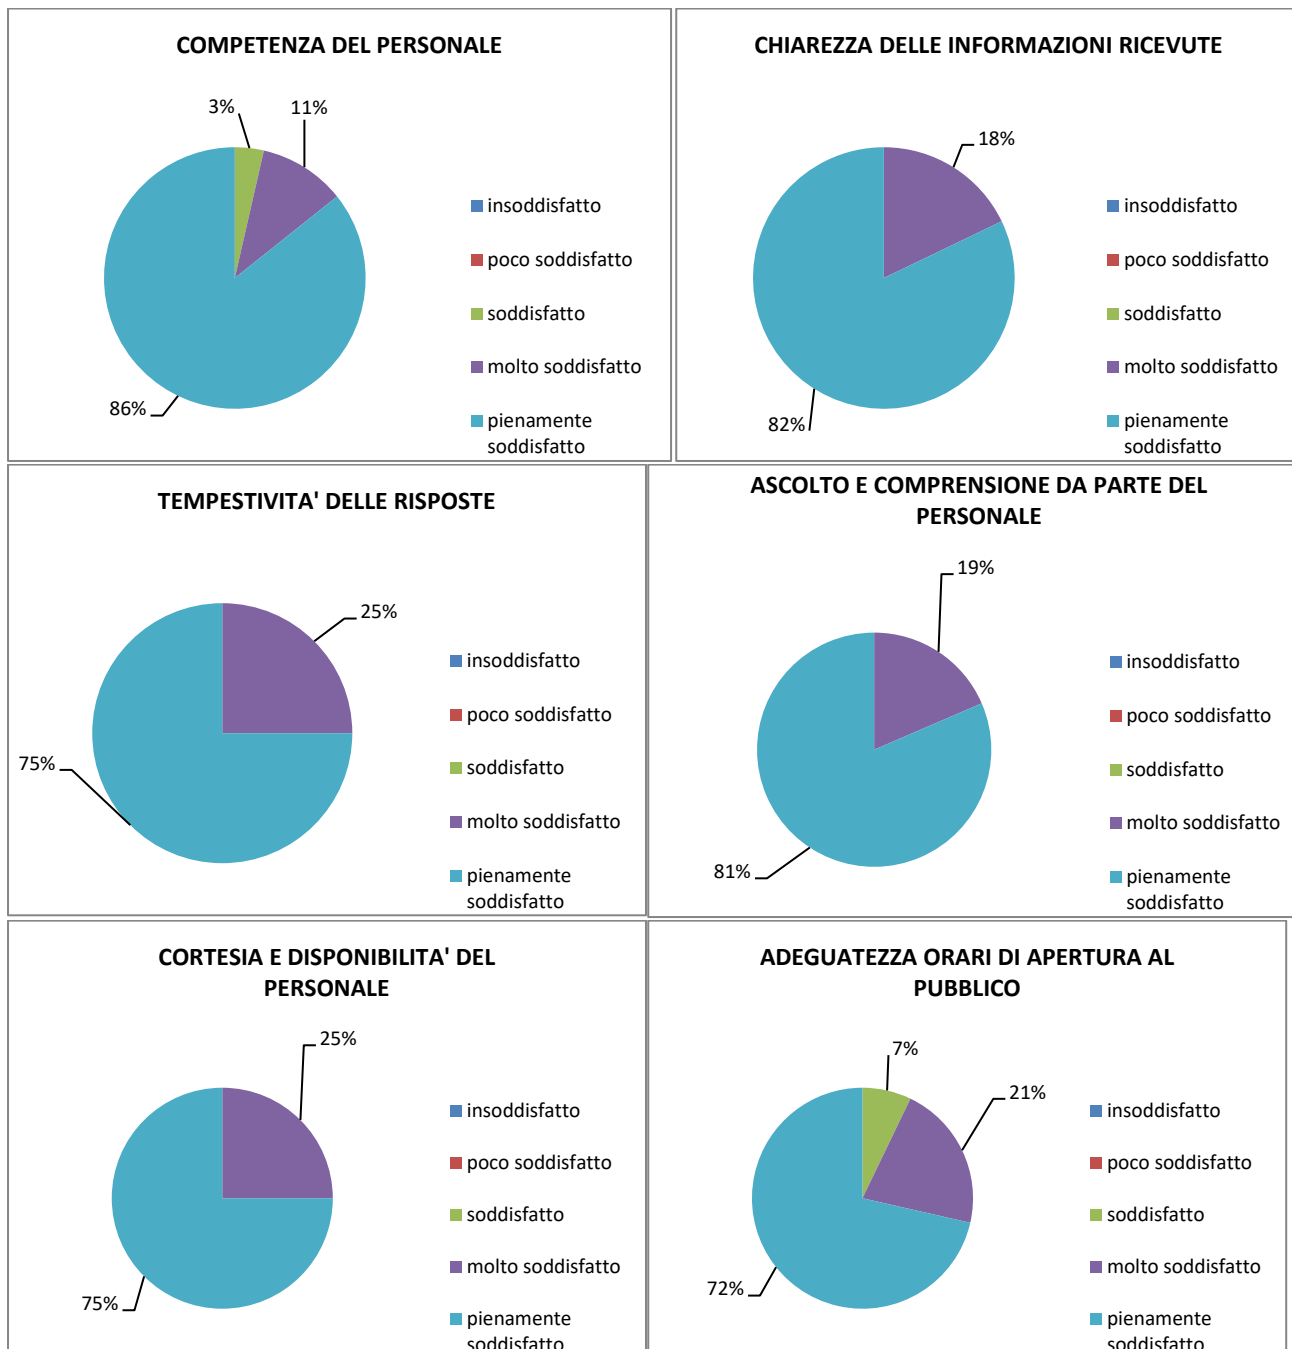 COMPETENZA DEL PERSONALE
3%
11%
86%
insoddisfatto
poco soddisfatto
soddisfatto
molto soddisfatto
pienamente
soddisfatto
CHIAREZZA DELLE INFORMAZIONI RICEVUTE
18%
82%
insoddisfatto
poco soddisfatto
soddisfatto
molto soddisfatto
pienamente
soddisfatto
TEMPESTIVITA' DELLE RISPOSTE
25%
75%
insoddisfatto
poco soddisfatto
soddisfatto
molto soddisfatto
pienamente
soddisfatto
ASCOLTO E COMPRENSIONE DA PARTE DEL
PERSONALE
19%
81%
insoddisfatto
poco soddisfatto
soddisfatto
molto soddisfatto
pienamente
soddisfatto
CORTESIA E DISPONIBILITA' DEL
PERSONALE
25%
75%
insoddisfatto
poco soddisfatto
soddisfatto
molto soddisfatto
pienamente
soddisfatto
ADEGUATEZZA ORARI DI APERTURA AL
PUBBLICO
7%
21%
72%
insoddisfatto
poco soddisfatto
soddisfatto
molto soddisfatto
pienamente
soddisfatto